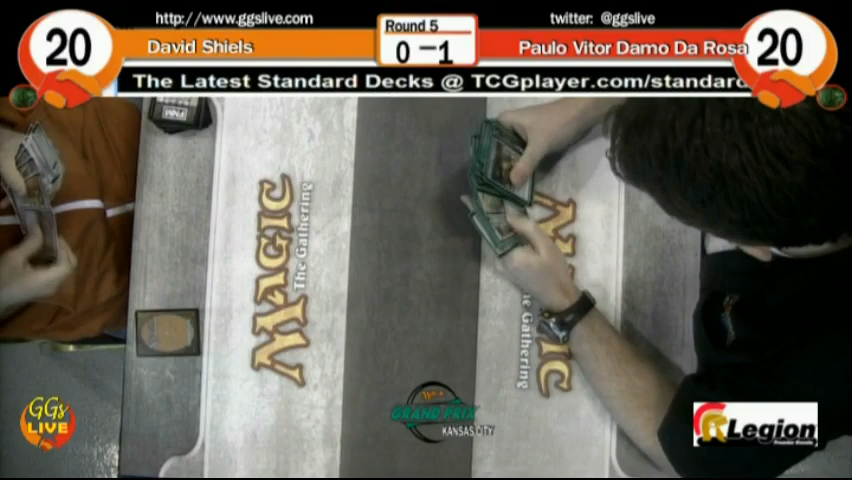 http://www.ggslive.com
twitter: @ggslive
Round 5
20
David Shiels
0 - 1
Paulo Vitor Damo Da Rosa
20
The Latest Standard Decks @ TCGplayer.com/standard
MAGIC
The Gathering
MAGIC
he Gathering
GRAND PRIX
KANSAS CITY
GGs
LIVE
Legion